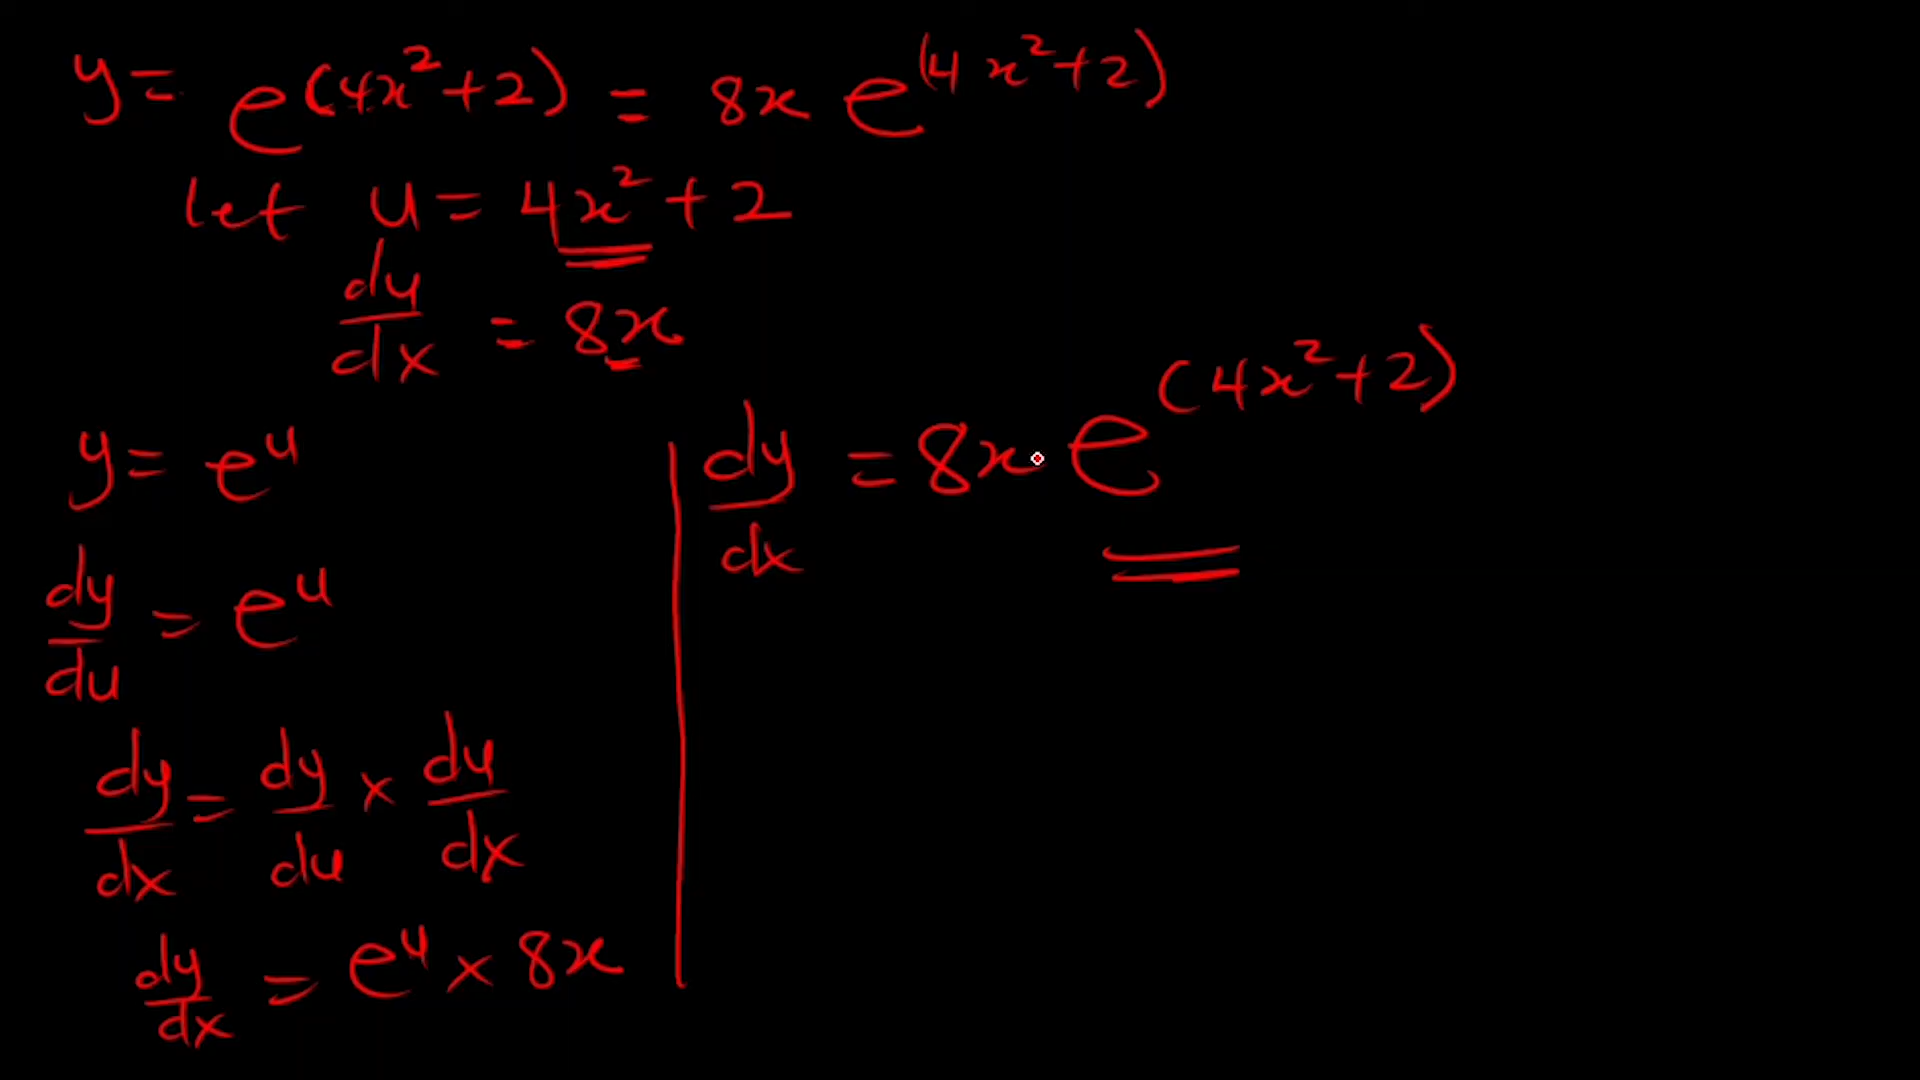 y = e^(4x²+2) = 8x e^(4x²+2)
let u = 4x² + 2
du/dx = 8x
y = e^u
dy/du = e^u
dy/dx = dy/du × du/dx
dy/dx = e^u × 8x
dy/dx = 8x · e^(4x²+2)